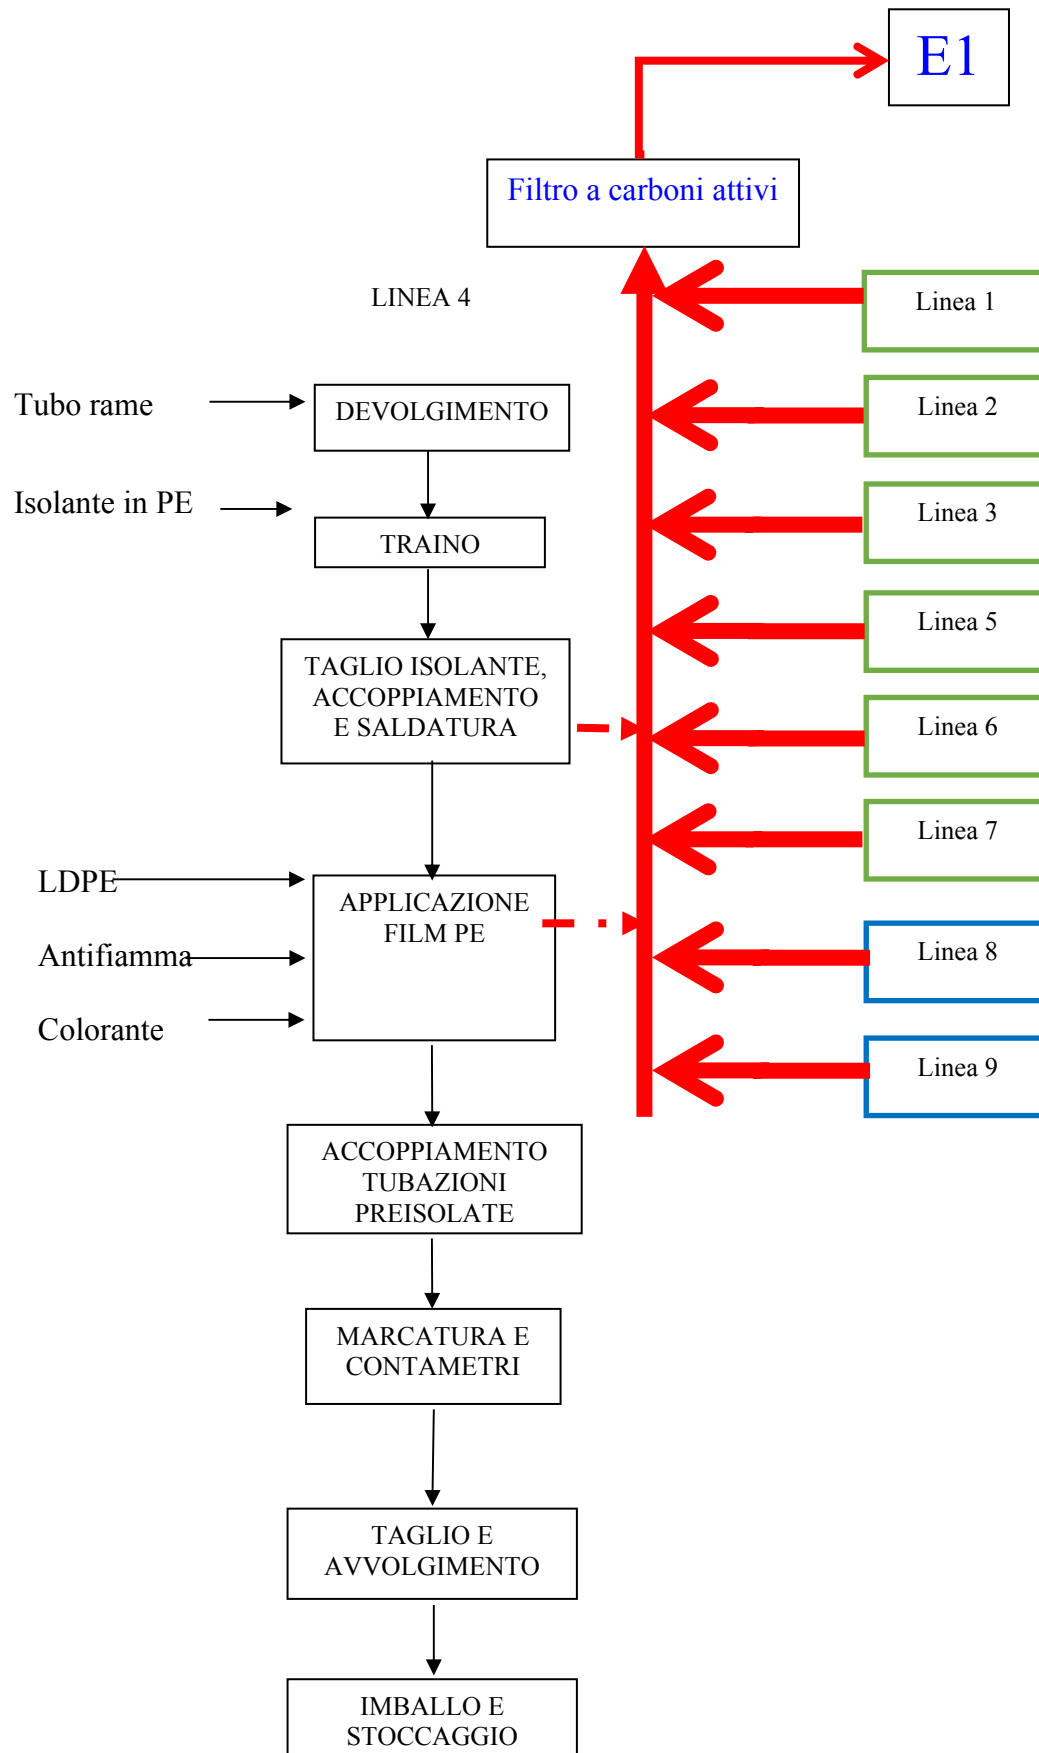 E1
Filtro a carboni attivi
LINEA 4
Linea 1
Tubo rame
DEVOLGIMENTO
Linea 2
Isolante in PE
TRAINO
Linea 3
TAGLIO ISOLANTE,
ACCOPPIAMENTO
E SALDATURA
Linea 5
Linea 6
Linea 7
LDPE
Antifiamma
Colorante
APPLICAZIONE
FILM PE
Linea 8
Linea 9
ACCOPPIAMENTO
TUBAZIONI
PREISOLATE
MARCATURA E
CONTAMETRI
TAGLIO E
AVVOLGIMENTO
IMBALLO E
STOCCAGGIO